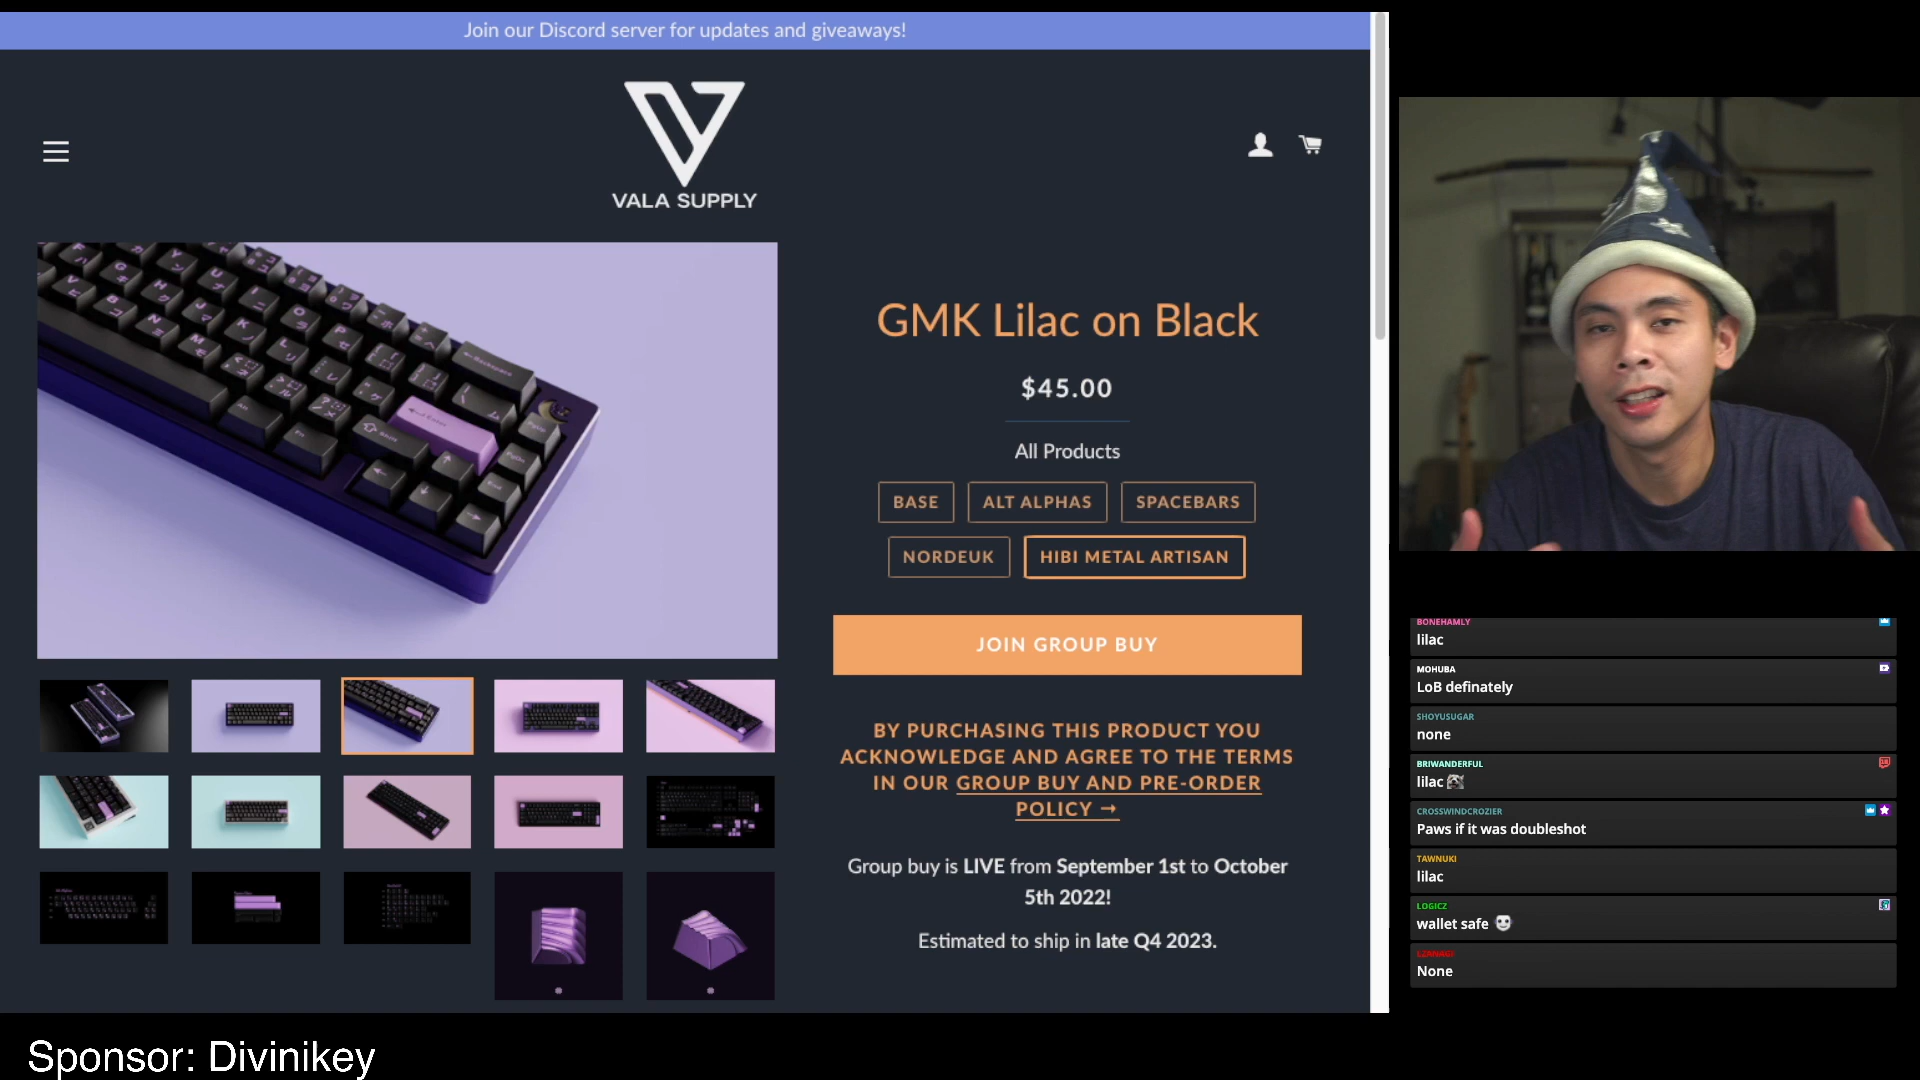 Join our Discord server for updates and giveaways!
VALA SUPPLY
GMK Lilac on Black
$45.00
All Products
BASE
ALT ALPHAS
SPACEBARS
NORDEUK
HIBI METAL ARTISAN
JOIN GROUP BUY
BY PURCHASING THIS PRODUCT YOU
ACKNOWLEDGE AND AGREE TO THE TERMS
IN OUR GROUP BUY AND PRE-ORDER
POLICY →
Group buy is LIVE from September 1st to October
5th 2022!
Estimated to ship in late Q4 2023.
BONEHAMLY
lilac
MOHUBA
LoB definately
SHOYUSUGAR
none
BRIWANDERFUL
lilac
CROSSWINDCROZIER
Paws if it was doubleshot
TAWNUKI
lilac
LOGICZ
wallet safe
None
Sponsor: Divinikey